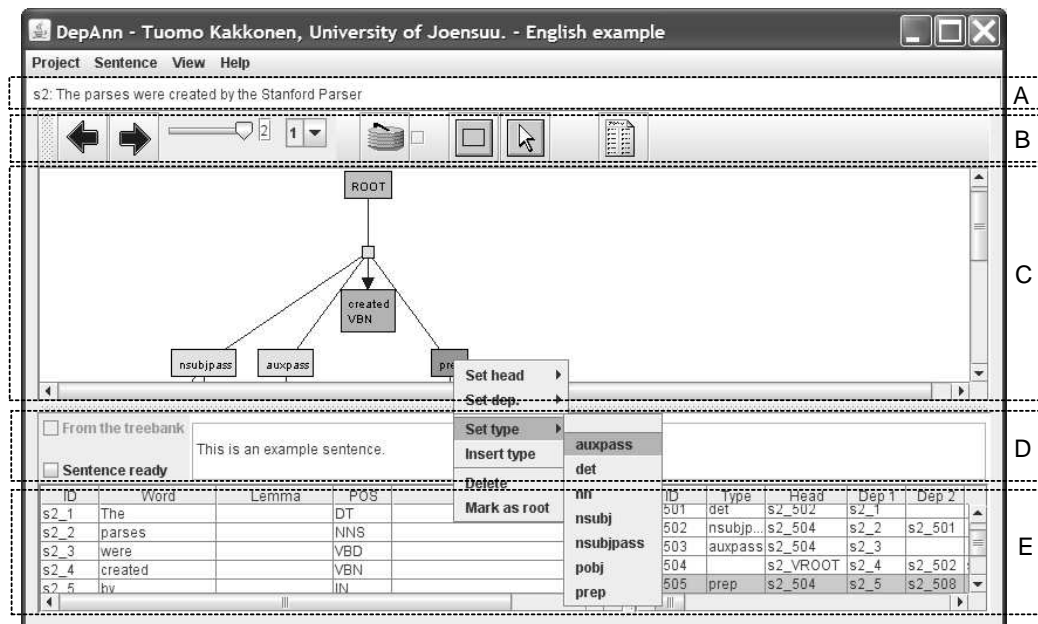 DepAnn - Tuomo Kakkonen, University of Joensuu. - English example
Project Sentence View Help
s2: The parses were created by the Stanford Parser
A
2 1
B
ROOT
created
VBN
C
nsubjpass auxpass
Set head
Set dep.
From the treebank
Set type
This is an example sentence.
auxpass
Insert type
D
Sentence ready
det
Delete
nn
Mark as root
nsubj
nsubjpass
pobj
prep
ID Word Lemma POS ID Type Head Dep 1 Dep 2
s2_1 The DT 501 det s2_502 s2_1
s2_2 parses NNS 502 nsubjp... s2_504 s2_2 s2_501
s2_3 were VBD 503 auxpass s2_504 s2_3
E
s2_4 created VBN 504 s2_VROOT s2_4 s2_502
s2_5 by IN 505 prep s2_504 s2_5 s2_508